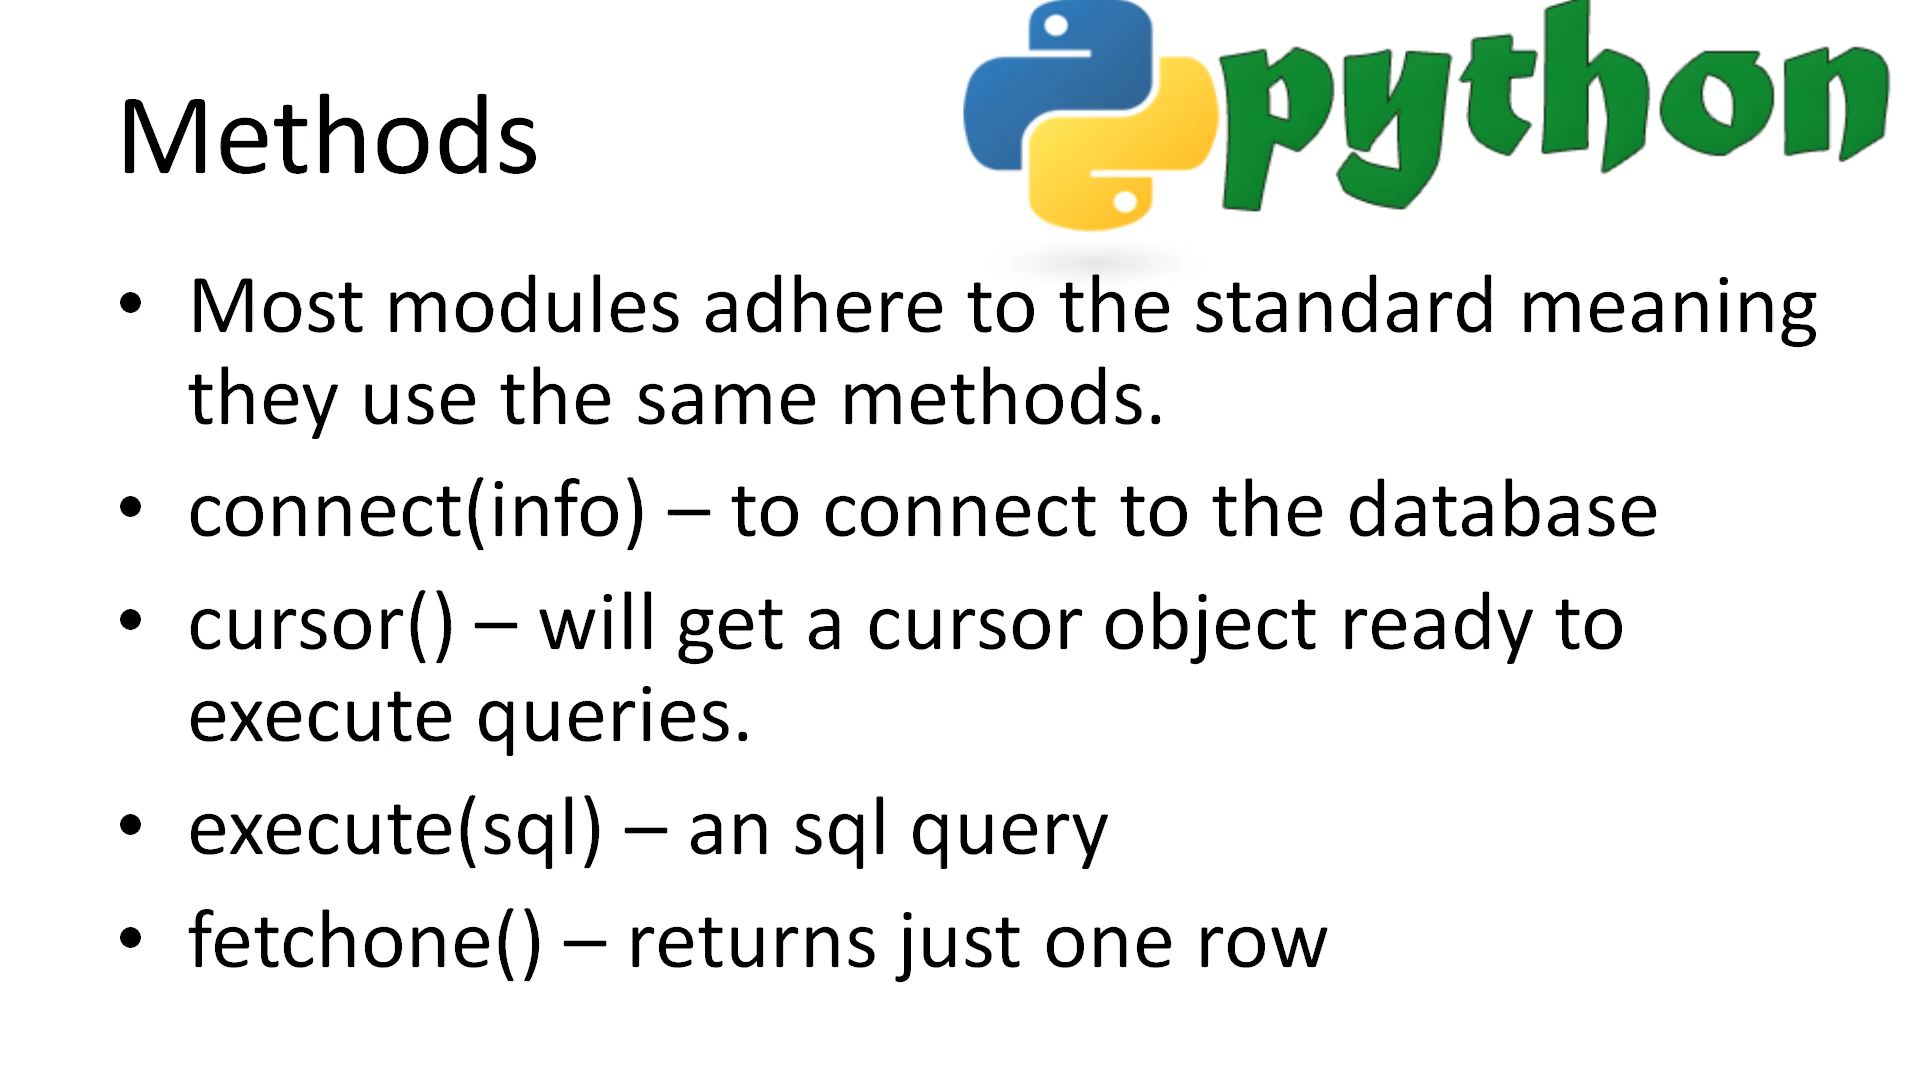 python
Methods
• Most modules adhere to the standard meaning
they use the same methods.
• connect(info) – to connect to the database
• cursor() – will get a cursor object ready to
execute queries.
• execute(sql) – an sql query
• fetchone() – returns just one row